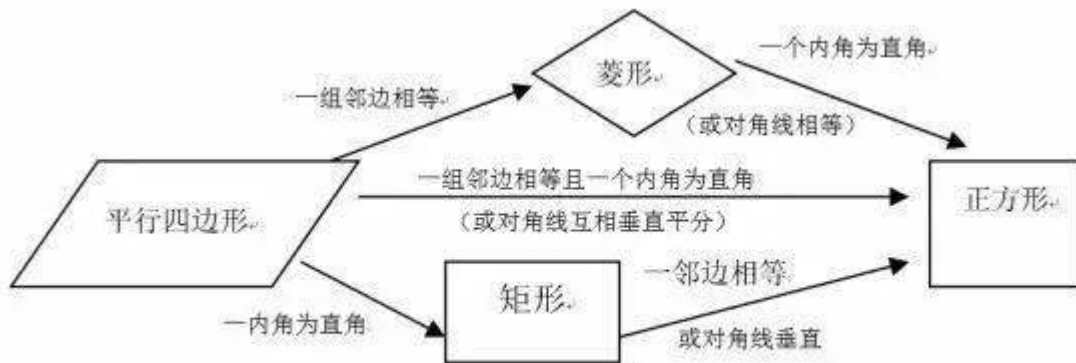 菱形
一个内角为直角
一组邻边相等
（或对角线相等）
一组邻边相等且一个内角为直角
平行四边形
（或对角线互相垂直平分）
正方形
一邻边相等
矩形
一内角为直角
或对角线垂直